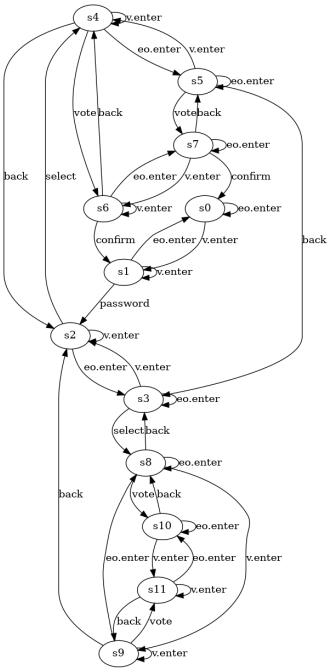 s4
v.enter
eo.enter
v.enter
s5
eo.enter
vote
back
vote
back
s7
eo.enter
back
select
eo.enter
v.enter
confirm
s6
v.enter
s0
eo.enter
confirm
eo.enter
v.enter
back
s1
v.enter
password
s2
v.enter
eo.enter
v.enter
s3
eo.enter
select
back
s8
eo.enter
back
vote
back
s10
eo.enter
eo.enter
v.enter
eo.enter
v.enter
s11
v.enter
back
vote
s9
v.enter